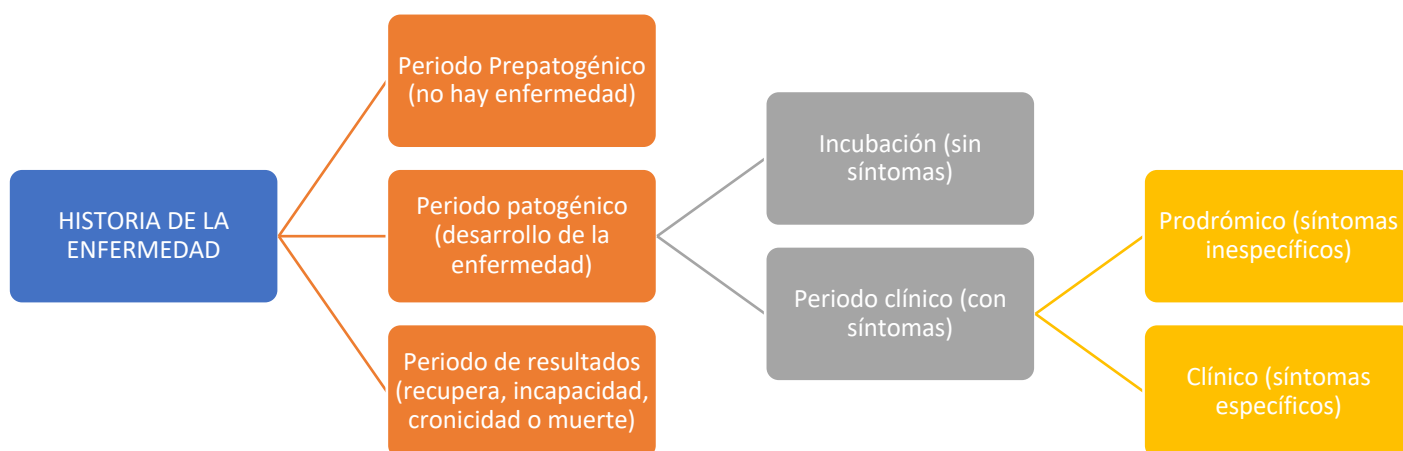 HISTORIA DE LA
ENFERMEDAD
Periodo Prepatogénico
(no hay enfermedad)
Periodo patogénico
(desarrollo de la
enfermedad)
Periodo de resultados
(recupera, incapacidad,
cronicidad o muerte)
Incubación (sin
síntomas)
Periodo clínico (con
síntomas)
Prodrómico (síntomas
inespecíficos)
Clínico (síntomas
específicos)